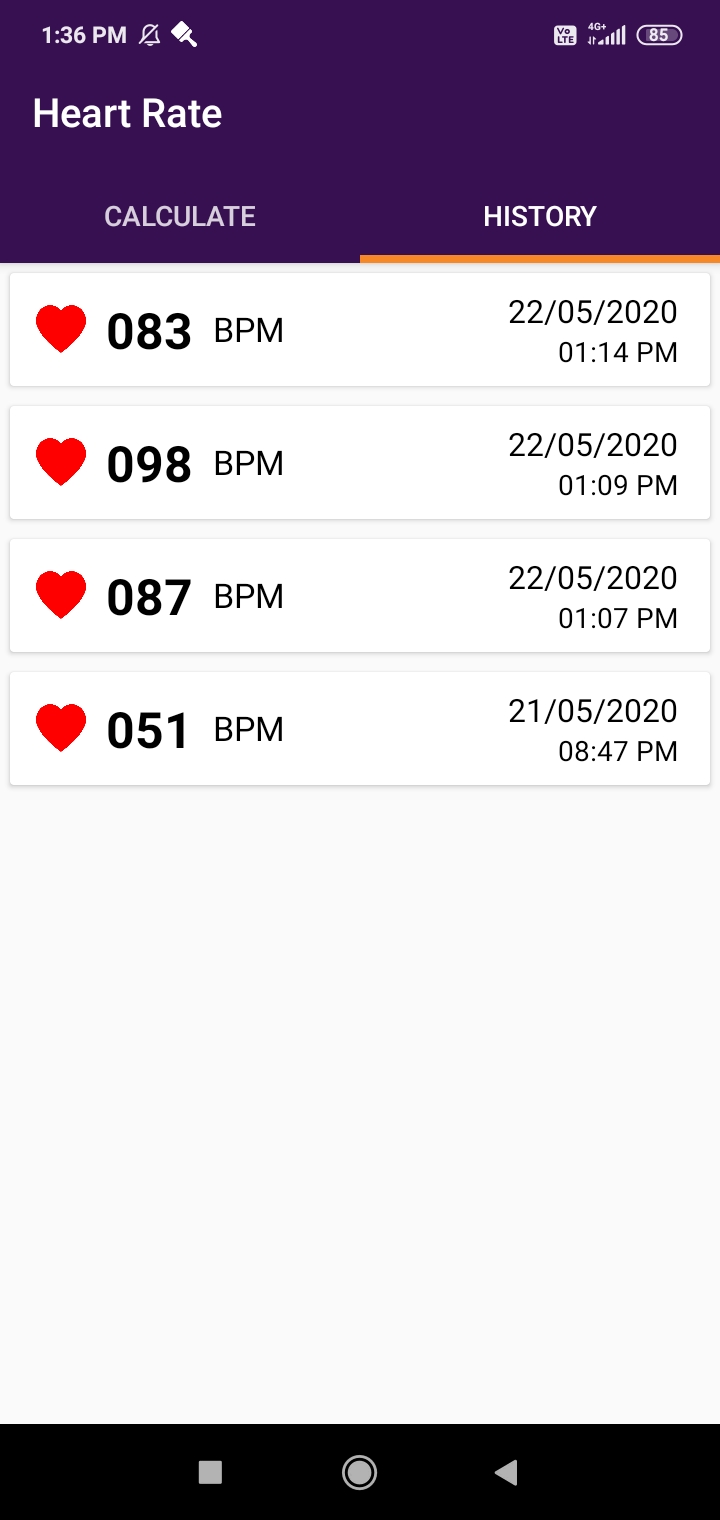 1:36 PM Vo LTE 4G+ 85
Heart Rate
CALCULATE HISTORY
083 BPM 22/05/2020
01:14 PM
098 BPM 22/05/2020
01:09 PM
087 BPM 22/05/2020
01:07 PM
051 BPM 21/05/2020
08:47 PM